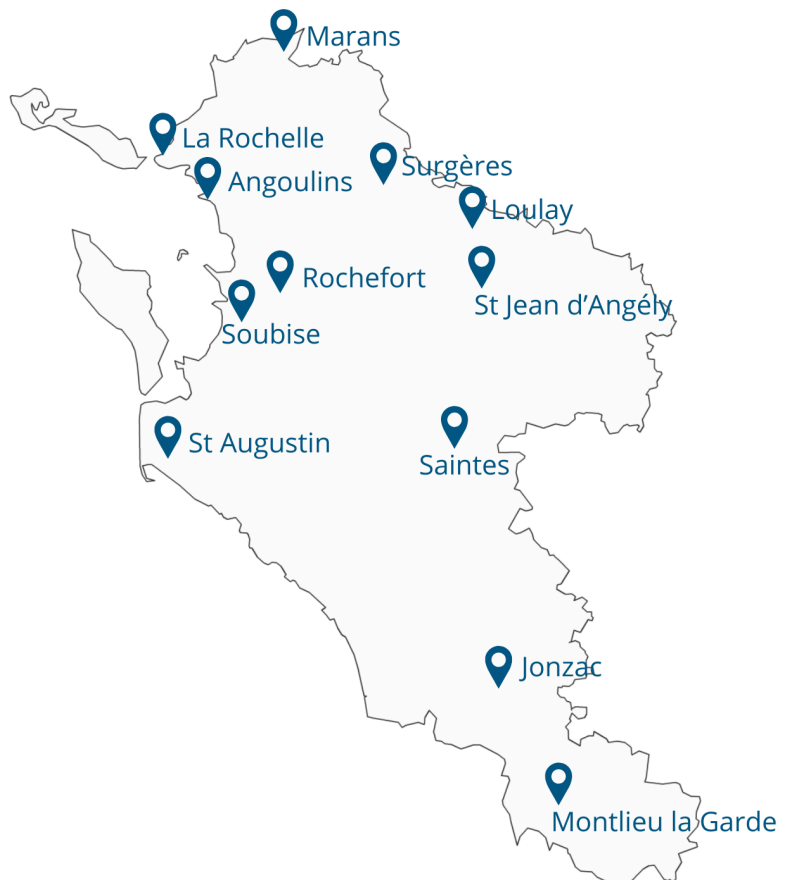 Marans
La Rochelle
Surgères
Angoulins
Loulay
Rochefort
St Jean d’Angély
Soubise
St Augustin
Saintes
Jonzac
Montlieu la Garde